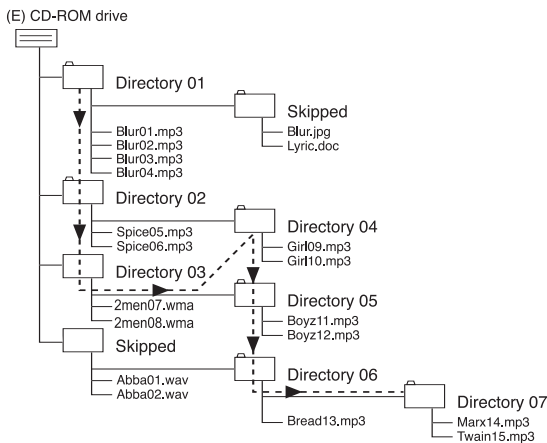 (E) CD-ROM drive
Directory 01
Skipped
Blur01.mp3
Blur02.mp3
Blur03.mp3
Blur04.mp3
Blur.jpg
Lyric.doc
Directory 02
Spice05.mp3
Spice06.mp3
Directory 04
Girl09.mp3
Girl10.mp3
Directory 03
2men07.wma
2men08.wma
Directory 05
Boyz11.mp3
Boyz12.mp3
Skipped
Abba01.wav
Abba02.wav
Directory 06
Bread13.mp3
Directory 07
Marx14.mp3
Twain15.mp3